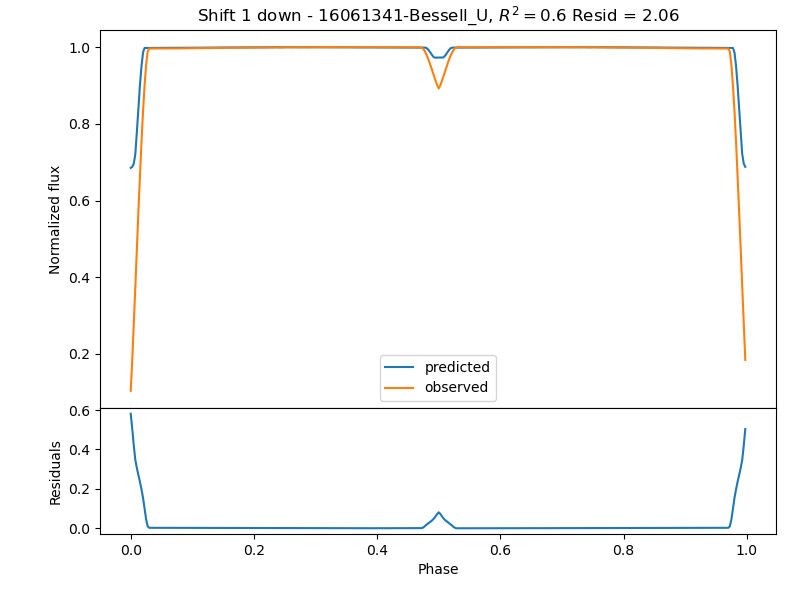 Shift 1 down - 16061341-Bessell_U, $R^2 = 0.6$ Resid = 2.06
1.0
0.8
0.6
0.4
0.2
Normalized flux
predicted
observed
0.6
0.4
0.2
0.0
Residuals
0.0 0.2 0.4 0.6 0.8 1.0
Phase